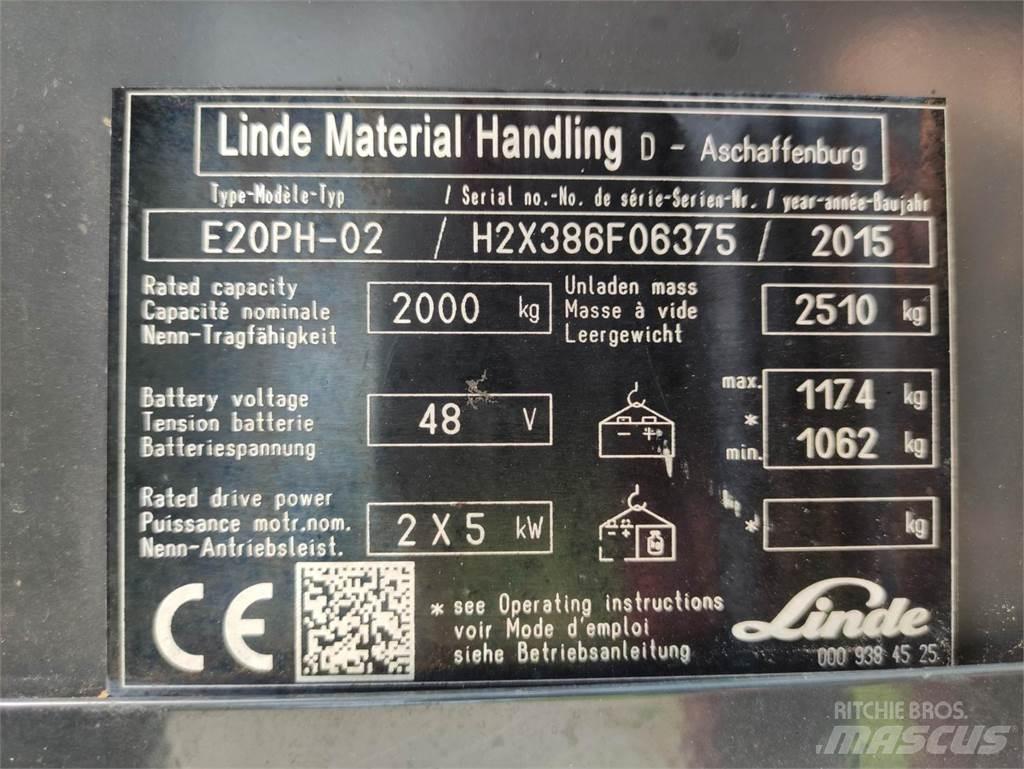 Linde Material Handling D - Aschaffenburg
Type-Modèle-Typ / Serial no.-No. de série-Serien-Nr. / year-année-Baujahr
E20PH-02 / H2X386F06375 / 2015
Rated capacity
Capacité nominale
Nenn-Tragfähigkeit
2000 kg
Unladen mass
Masse à vide
Leergewicht
2510 kg
Battery voltage
Tension batterie
Batteriespannung
48 V
max. 1174 kg
*
min. 1062 kg
Rated drive power
Puissance motr.nom.
Nenn-Antriebsleist.
2 X 5 kW
kg
* kg
CE
* see Operating instructions
voir Mode d'emploi
siehe Betriebsanleitung
Linde
000 938 45 25
RITCHIE BROS.
MASCUS